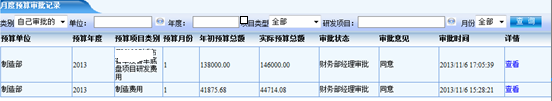 月度预算审批记录
类别 自己审批的 单位: 年度: 项目类型 全部 研发项目: 月份 全部 查 询
预算单位 预算年度 预算项目类别 预算月份 年初预算总额 实际预算总额 审批状态 审批意见 审批时间 详情
制造部 2013 盘项目研发费用 1 138000.00 146000.00 财务部经理审批 同意 2013/11/6 17:05:39 查看
制造部 2013 制造费用 1 41875.68 44714.08 财务部经理审批 同意 2013/11/6 15:28:21 查看